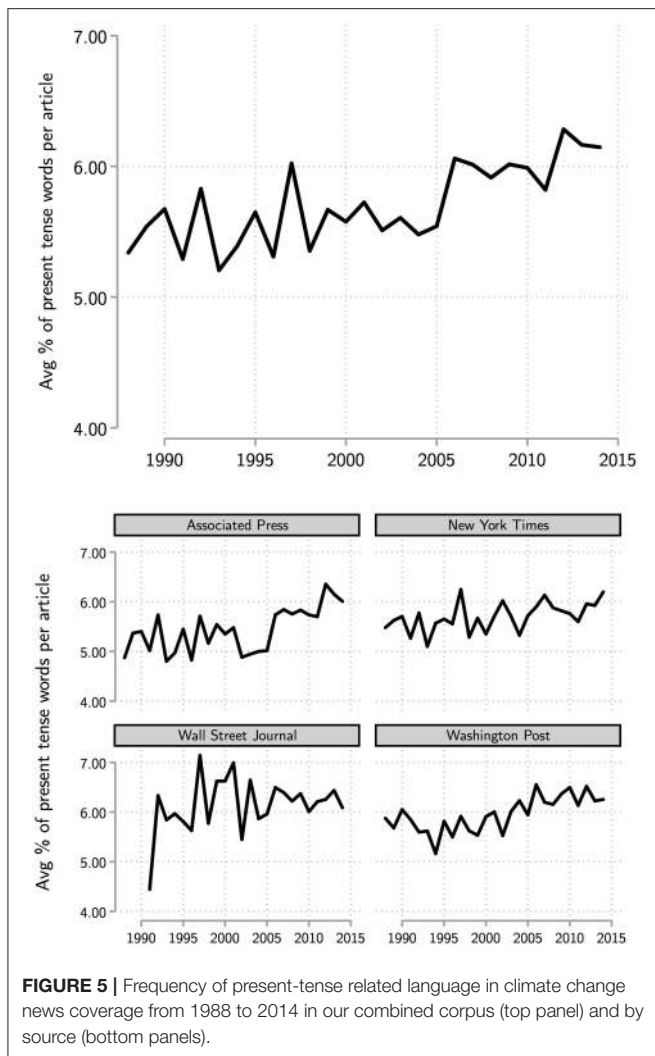 Avg % of present tense words per article
7.00
6.00
5.00
4.00
1990 1995 2000 2005 2010 2015
Avg % of present tense words per article
Associated Press
New York Times
7.00
6.00
5.00
4.00
Wall Street Journal
Washington Post
7.00
6.00
5.00
4.00
1990 1995 2000 2005 2010 2015
1990 1995 2000 2005 2010 2015
FIGURE 5 | Frequency of present-tense related language in climate change
news coverage from 1988 to 2014 in our combined corpus (top panel) and by
source (bottom panels).